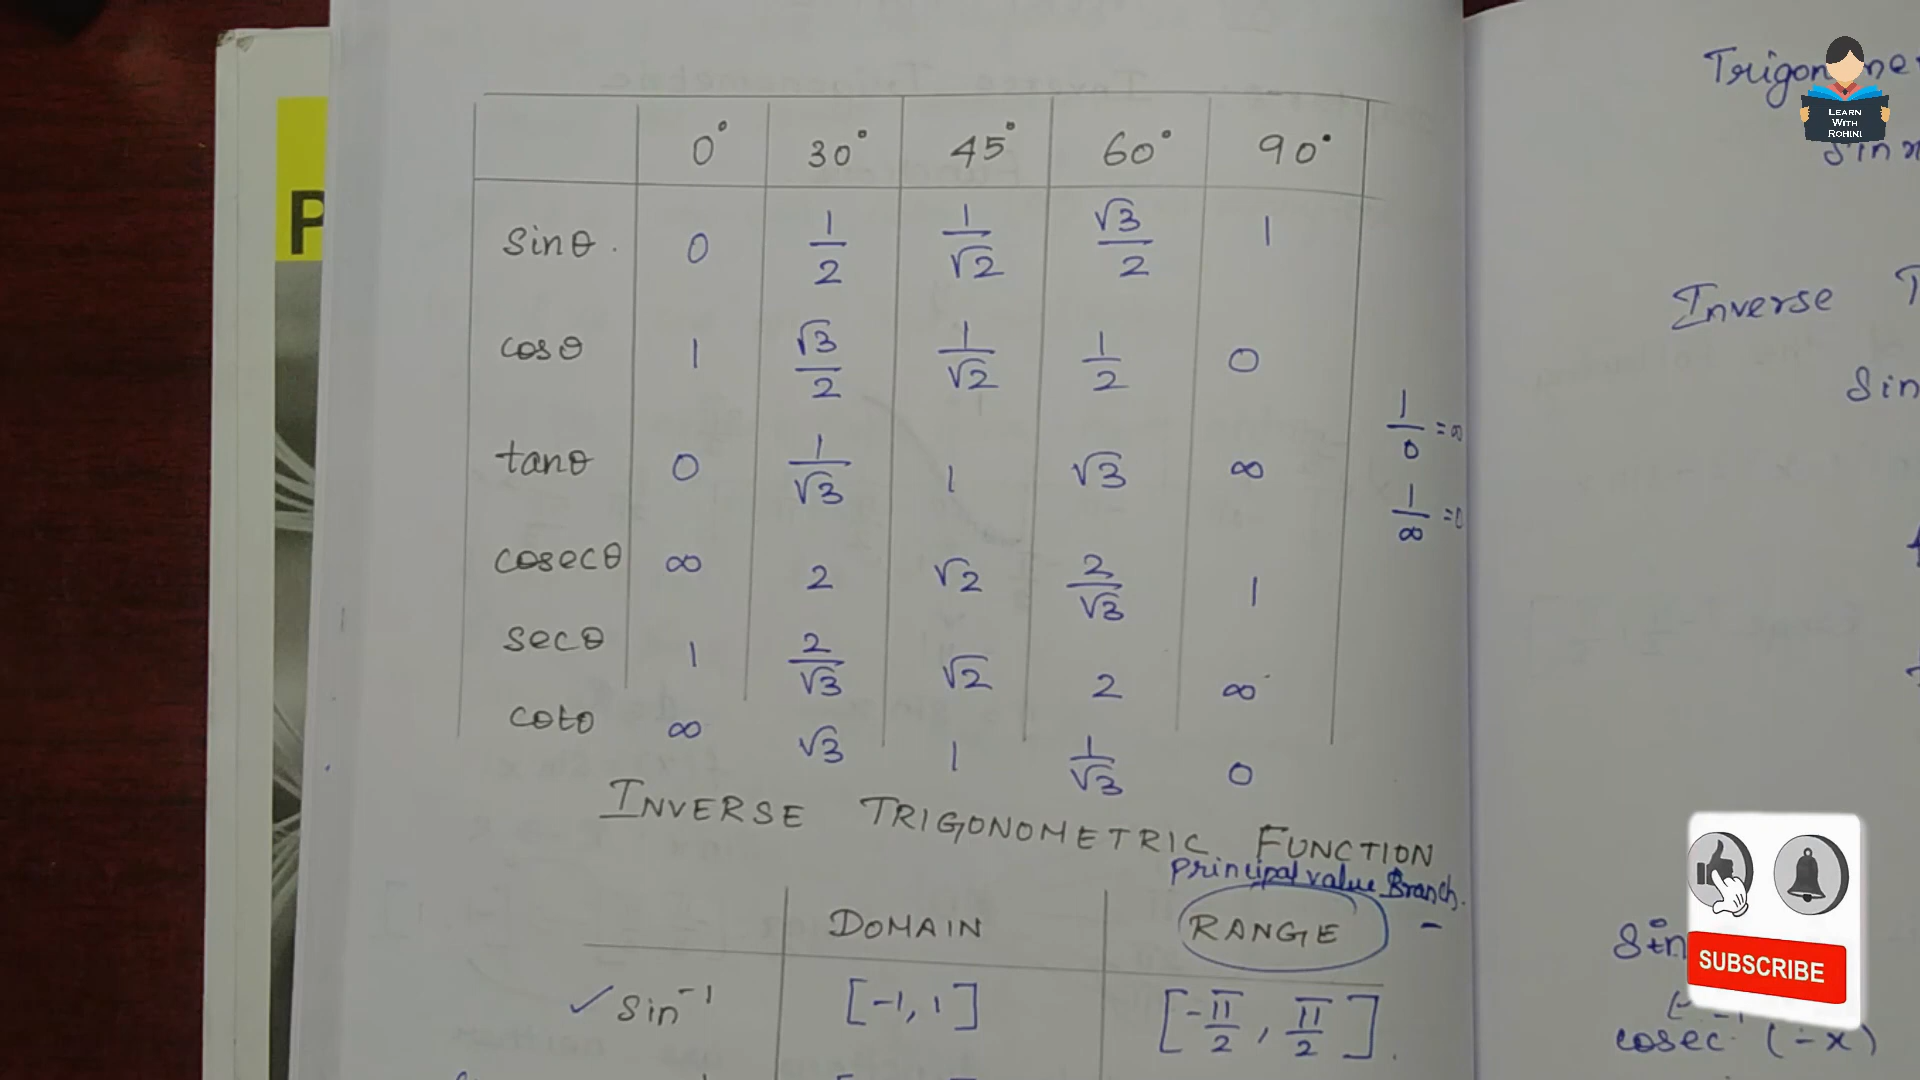 0° 30° 45° 60° 90°
sinθ. 0 1/2 1/√2 √3/2 1
cosθ 1 √3/2 1/√2 1/2 0
tanθ 0 1/√3 1 √3 ∞
1/0 = ∞
1/∞ = 0
cosecθ ∞ 2 √2 2/√3 1
secθ 1 2/√3 √2 2 ∞
cotθ ∞ √3 1 1/√3 0
INVERSE TRIGONOMETRIC FUNCTION
Principal value Branch.
DOMAIN RANGE –
✓ Sin⁻¹ [-1, 1] [-π/2, π/2].
P
LEARN
WITH
ROHINI
Sin x
Inverse T
Sin
Sin
cosec (-x)
SUBSCRIBE